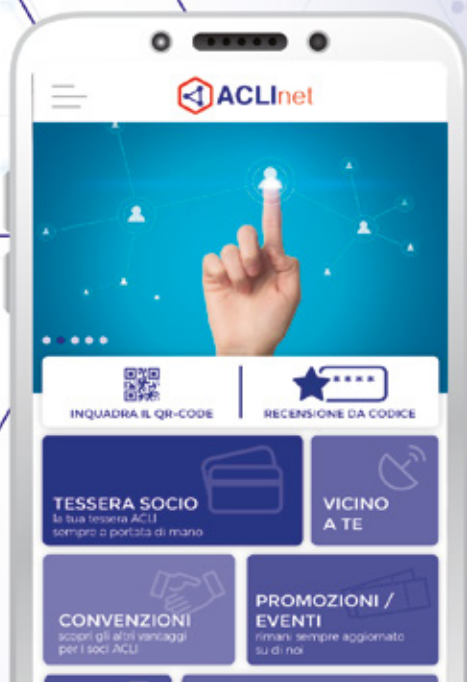 ACLInet
INQUADRA IL QR-CODE
RECENSIONE DA CODICE
****
TESSERA SOCIO
la tua tessera ACLI
sempre a portata di mano
VICINO
A TE
CONVENZIONI
scopri gli altri vantaggi
per i soci ACLI
PROMOZIONI /
EVENTI
rimani sempre aggiornato
su di noi